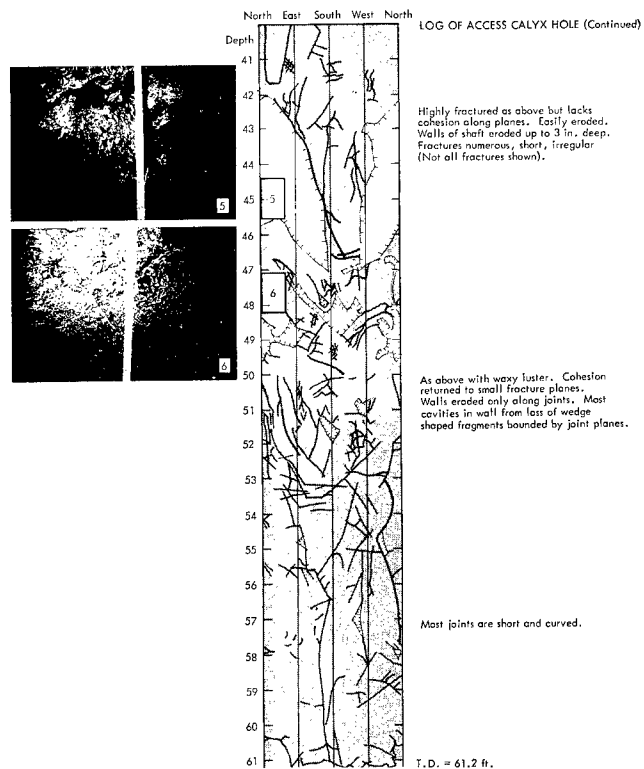 North East South West North
LOG OF ACCESS CALYX HOLE (Continued)
Depth
41
42
43
44
45
46
47
48
49
50
51
52
53
54
55
56
57
58
59
60
61
5
6
5
6
Highly fractured as above but lacks
cohesion along planes. Easily eroded.
Walls of shaft eroded up to 3 in. deep.
Fractures numerous, short, irregular
(Not all fractures shown).
As above with waxy luster. Cohesion
returned to small fracture planes.
Walls eroded only along joints. Most
cavities in wall from loss of wedge
shaped fragments bounded by joint planes.
Most joints are short and curved.
T.D. = 61.2 ft.